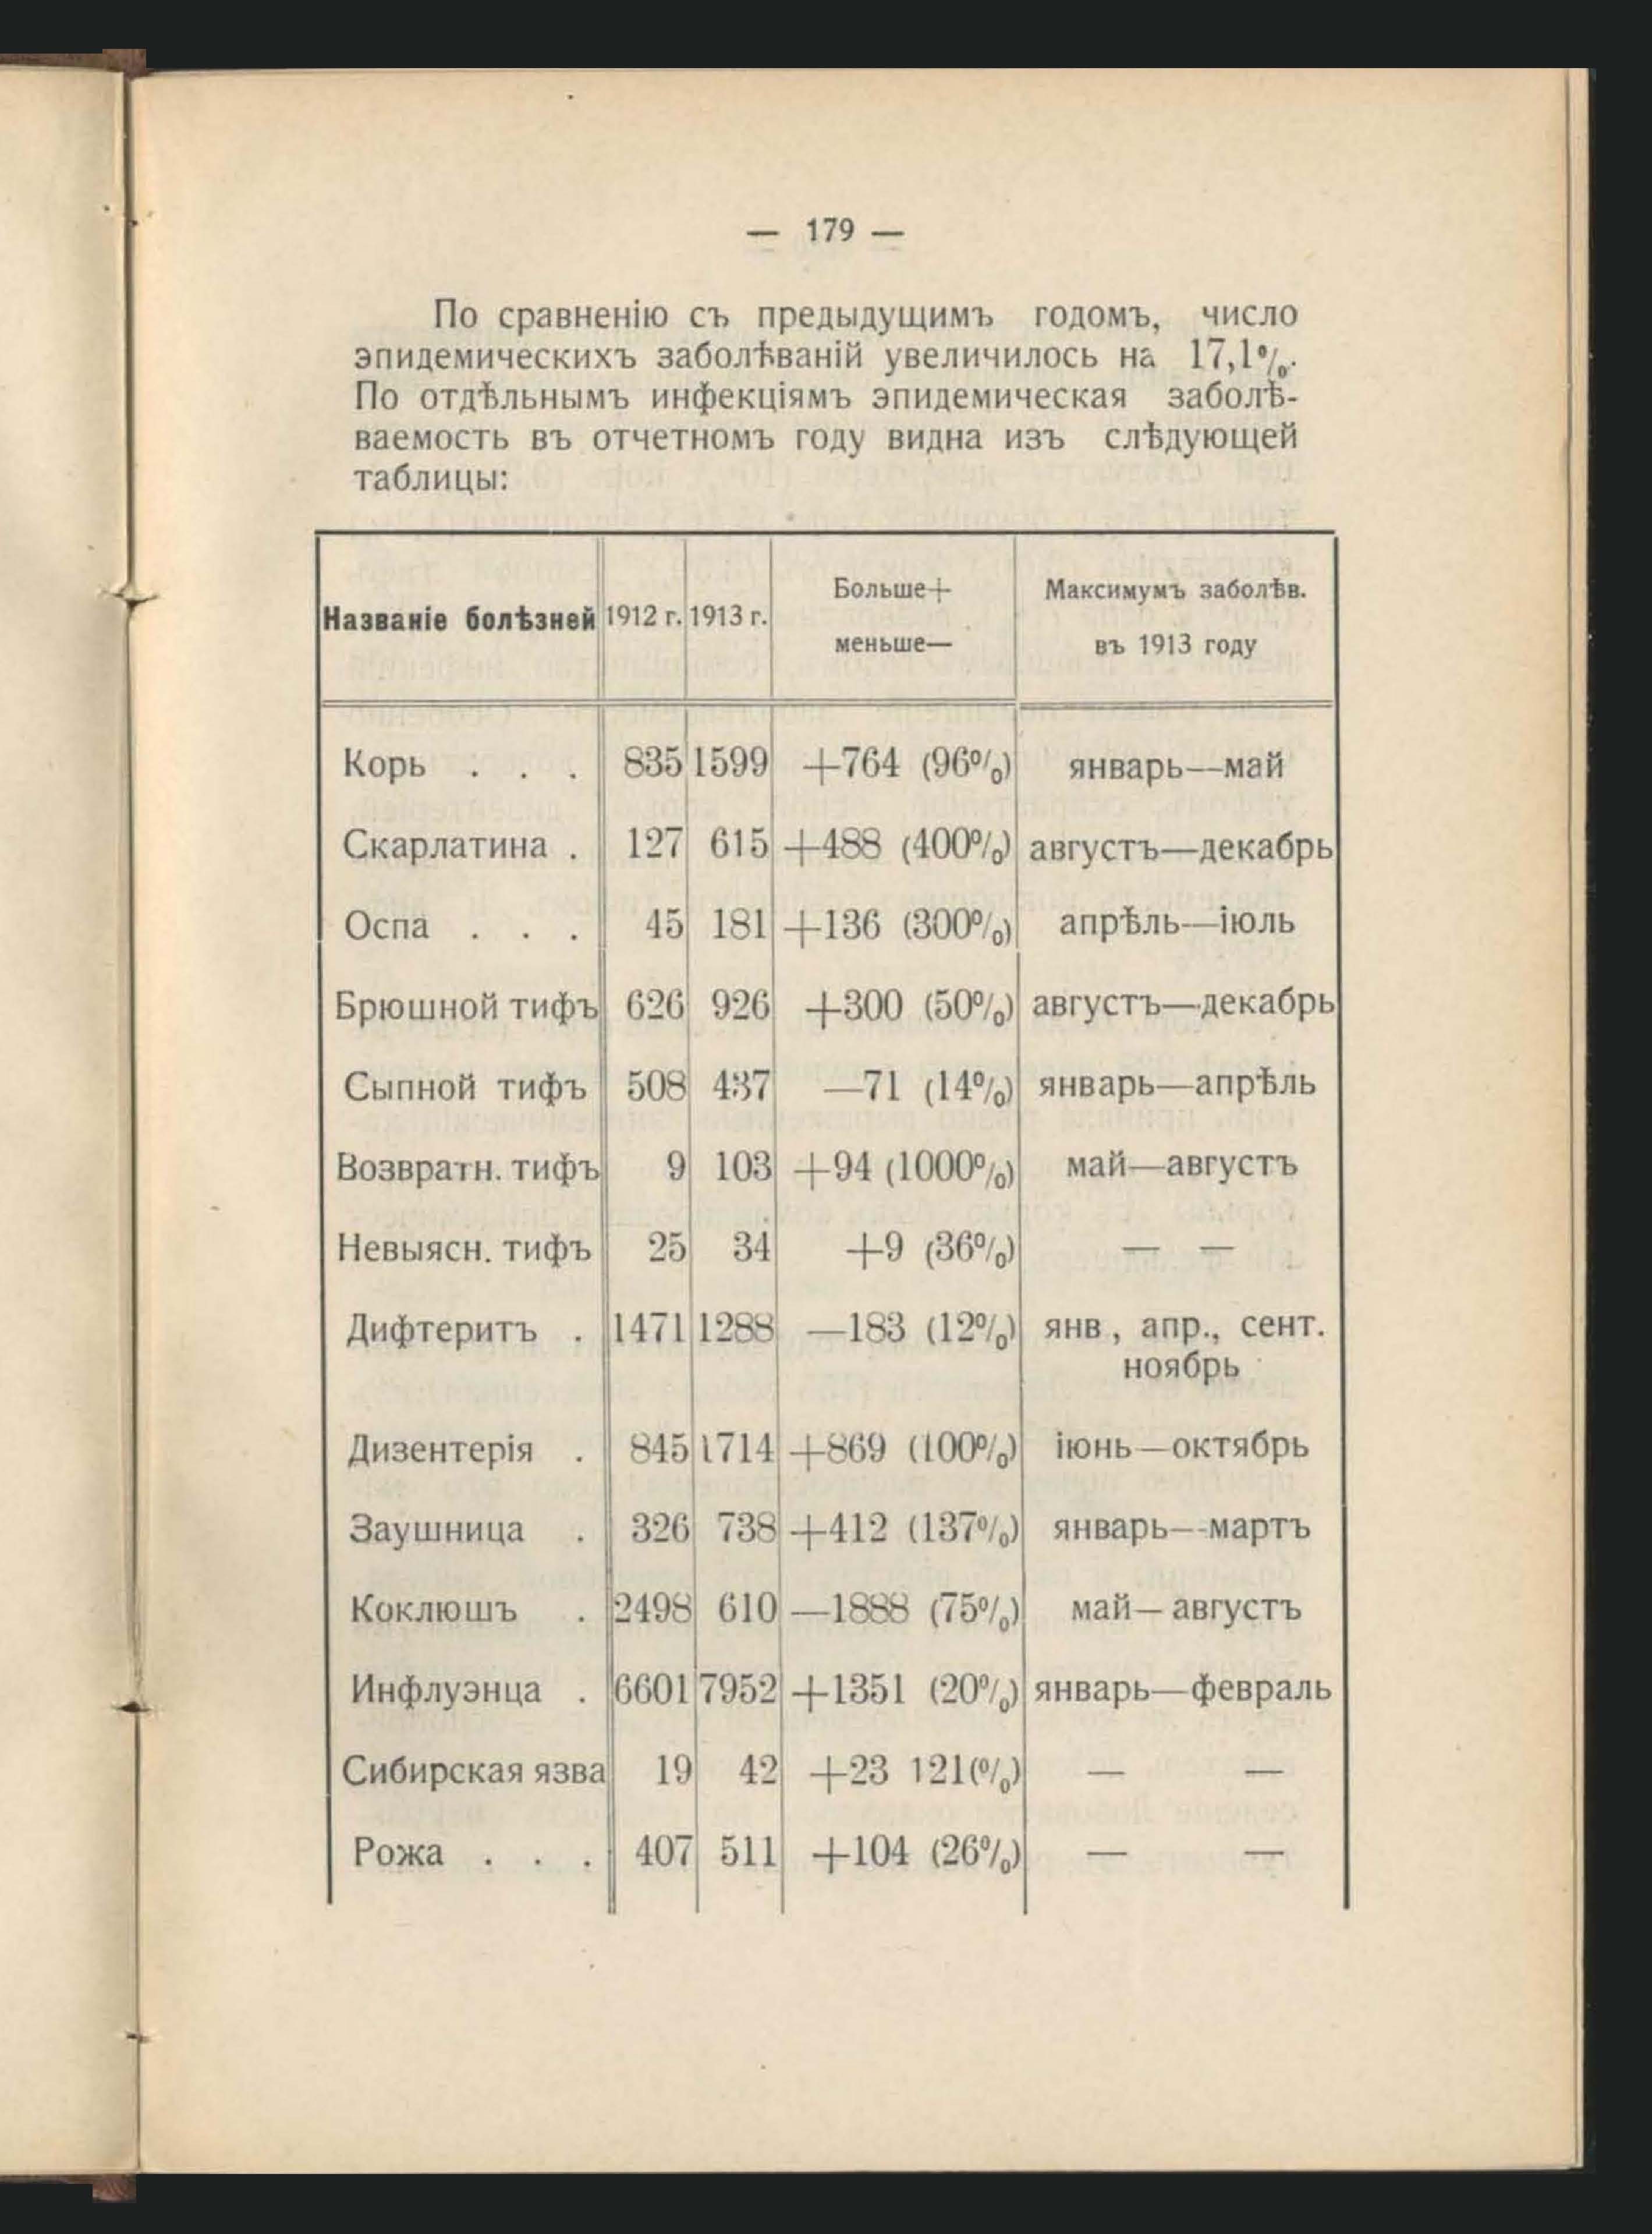 — 179 —
По сравненію съ предыдущимъ годомъ, число
эпидемическихъ заболѣваній увеличилось на 17,1%.
По отдѣльнымъ инфекціямъ эпидемическая заболѣ-
ваемость въ отчетномъ году видна изъ слѣдующей
таблицы:
Названіе болѣзней 1912 г. 1913 г. Больше+ меньше— Максимумъ заболѣв. въ 1913 году
Корь . . . 835 1599 +764 (96%) январь—май
Скарлатина . 127 615 +488 (400%) августъ—декабрь
Оспа . . . 45 181 +136 (300%) апрѣль—іюль
Брюшной тифъ 626 926 +300 (50%) августъ—декабрь
Сыпной тифъ 508 437 —71 (14%) январь—апрѣль
Возвратн. тифъ 9 103 +94 (1000%) май—августъ
Невыясн. тифъ 25 34 +9 (36%) — —
Дифтеритъ . 1471 1288 —183 (12%) янв., апр., сент.
ноябрь
Дизентерія . 845 1714 +869 (100%) іюнь—октябрь
Заушница . 326 738 +412 (137%) январь—мартъ
Коклюшъ . 2498 610 —1888 (75%) май—августъ
Инфлуэнца . 6601 7952 +1351 (20%) январь—февраль
Сибирская язва 19 42 +23 121(%) — —
Рожа . . . 407 511 +104 (26%) — —